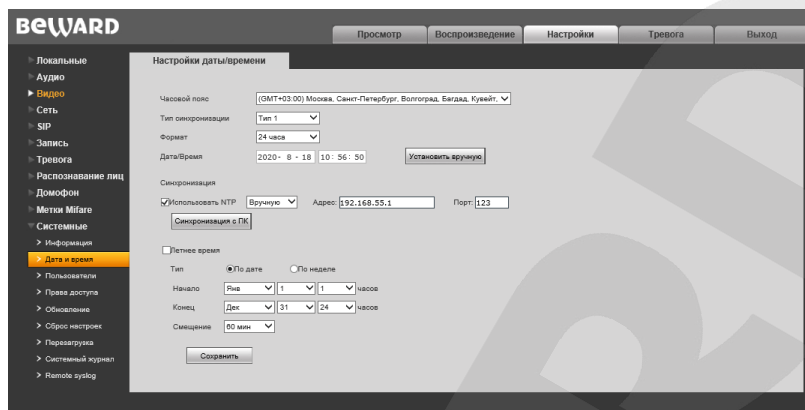 BEWARD
Просмотр
Воспроизведение
Настройки
Тревога
Выход
Локальные
Аудио
Видео
Сеть
SIP
Запись
Тревога
Распознавание лиц
Домофон
Метки Mifare
Системные
Информация
Дата и время
Пользователи
Права доступа
Обновление
Сброс настроек
Перезагрузка
Системный журнал
Remote syslog
Настройки даты/времени
Часовой пояс (GMT+03:00) Москва, Санкт-Петербург, Волгоград, Багдад, Кувейт,
Тип синхронизации Тип 1
Формат 24 часа
Дата/Время 2020- 8 - 18 10: 56: 50 Установить вручную
Синхронизация
Использовать NTP Вручную Адрес: 192.168.55.1 Порт: 123
Синхронизация с ПК
Летнее время
Тип По дате По неделе
Начало Янв 1 1 часов
Конец Дек 31 24 часов
Смещение 60 мин
Сохранить